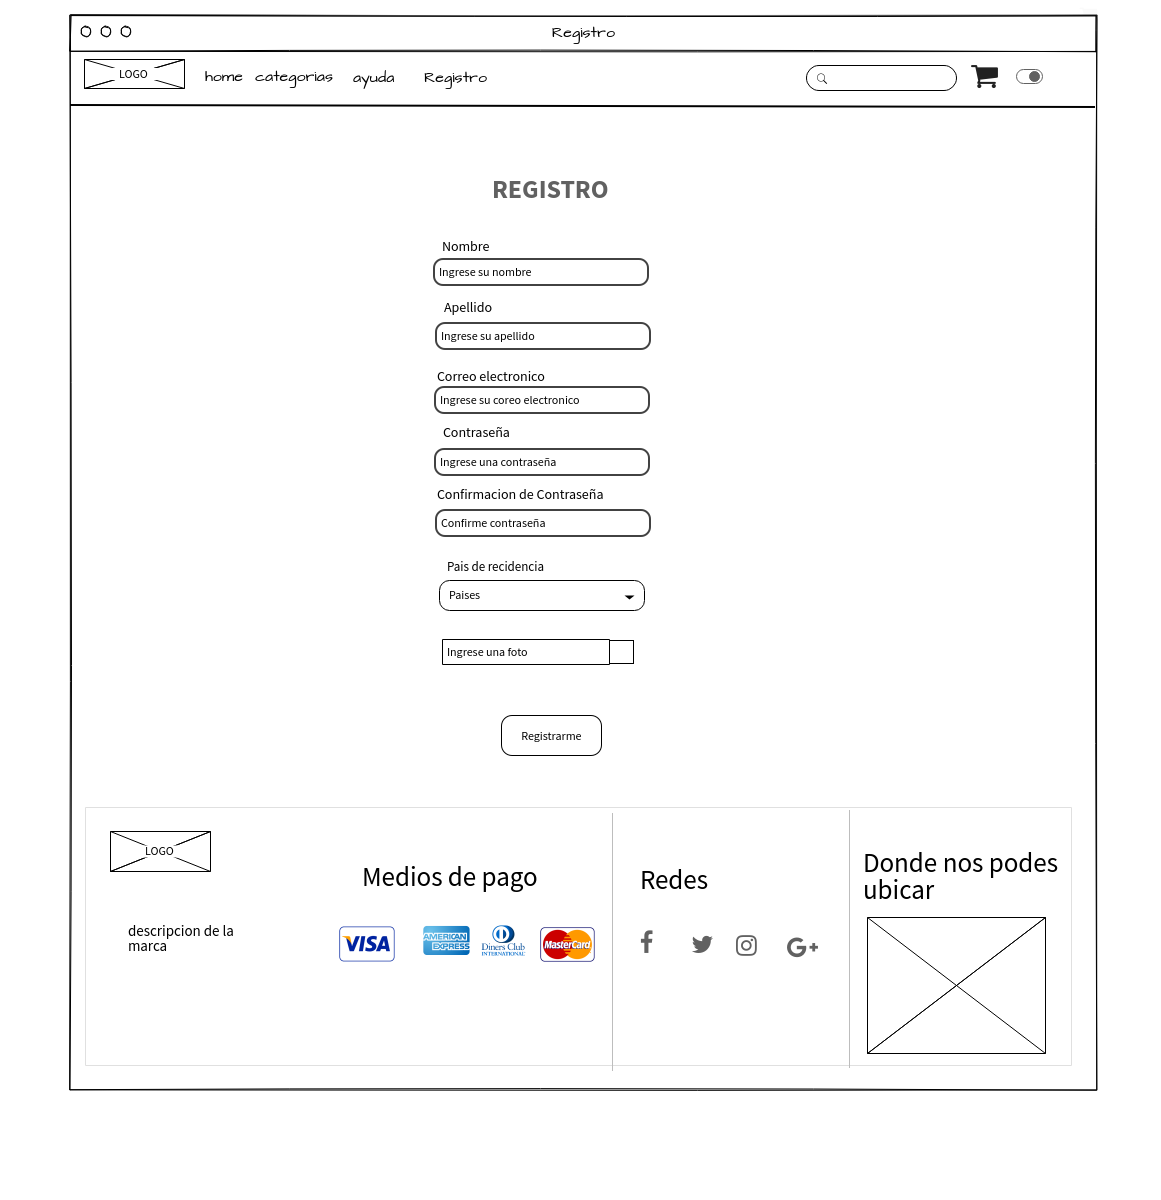 Registro
LOGO home categorias ayuda Registro
REGISTRO
Nombre
Ingrese su nombre
Apellido
Ingrese su apellido
Correo electronico
Ingrese su coreo electronico
Contraseña
Ingrese una contraseña
Confirmacion de Contraseña
Confirme contraseña
Pais de recidencia
Paises
Ingrese una foto
Registrarme
LOGO
descripcion de la
marca
Medios de pago
VISA
AMERICAN
EXPRESS
Diners Club
INTERNATIONAL
MasterCard
Redes
Donde nos podes
ubicar